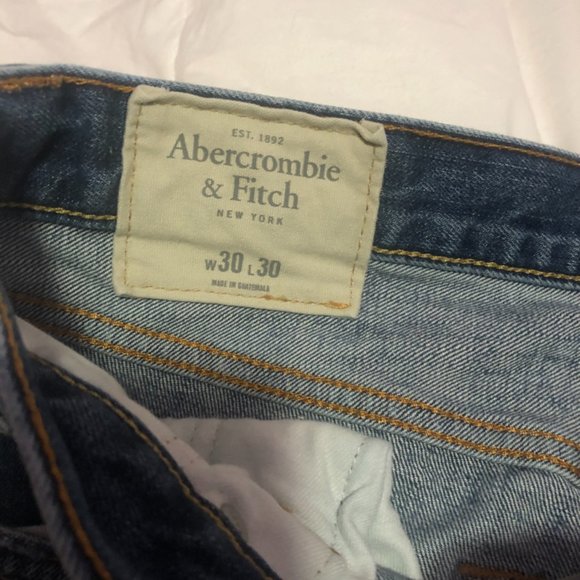 EST. 1892
Abercrombie
& Fitch
NEW YORK
W30 L30
MADE IN GUATEMALA